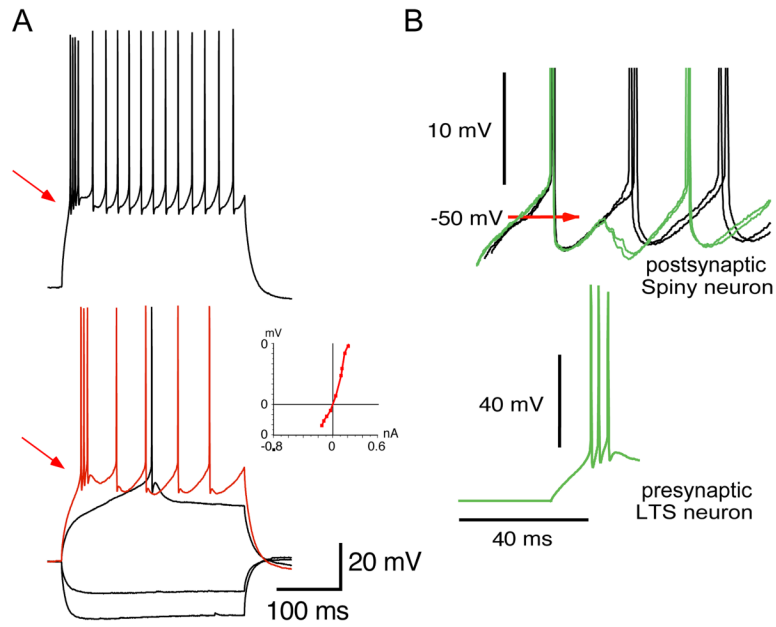 A
B
10 mV
-50 mV
postsynaptic
Spiny neuron
mV
0
0
0
-0.8
0
0.6
nA
40 mV
presynaptic
LTS neuron
40 ms
20 mV
100 ms